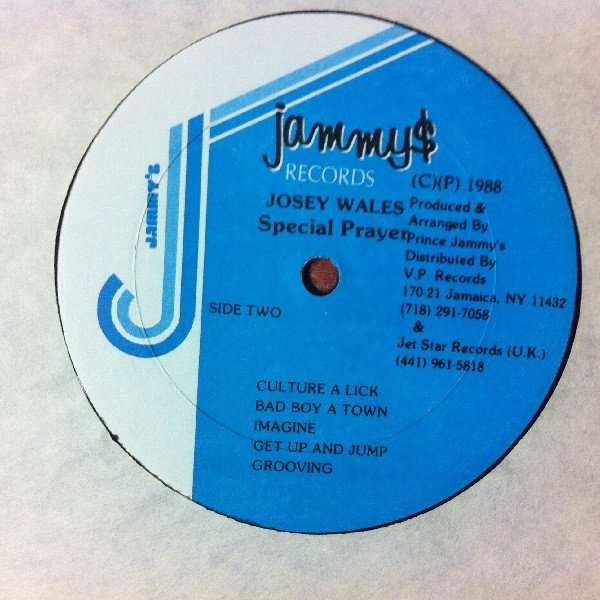 jammy$
RECORDS
JAMMY'S
(C)(P) 1988
JOSEY WALES
Special Prayer
Produced &
Arranged By
Prince Jammy's
Distributed By
V.P. Records
170-21 Jamaica, NY 11432
(718) 291-7058
&
Jet Star Records (U.K.)
(441) 961-5818
SIDE TWO
CULTURE A LICK
BAD BOY A TOWN
IMAGINE
GET UP AND JUMP
GROOVING